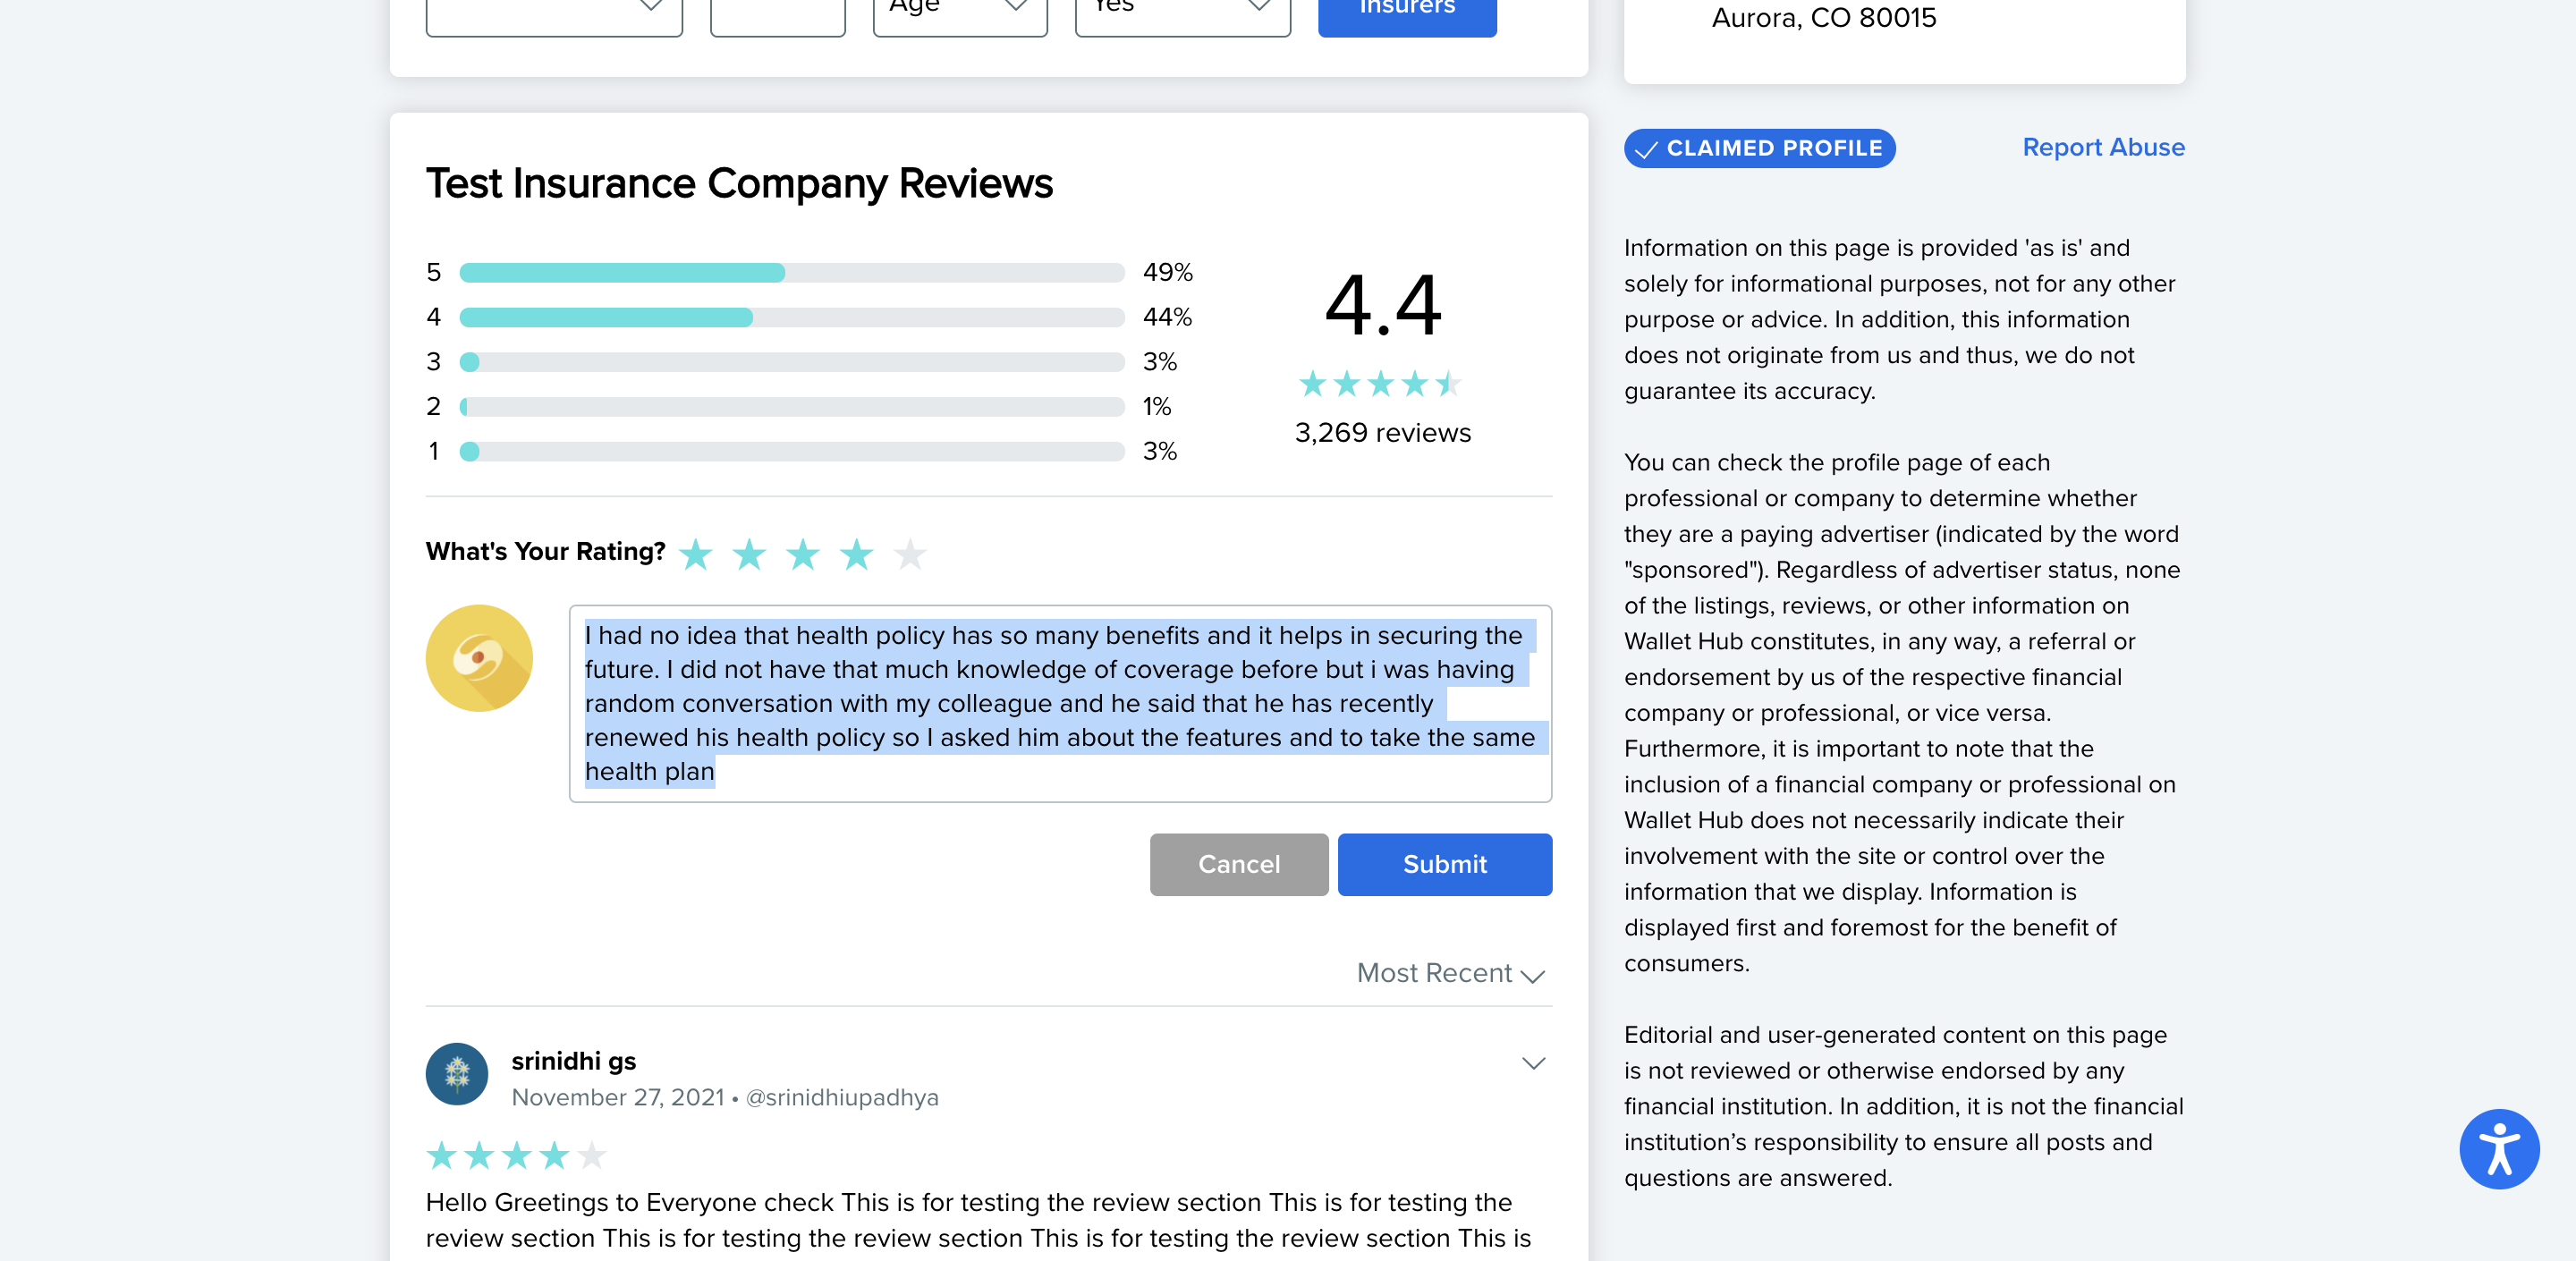 Age
Yes
Insurers
Aurora, CO 80015
Test Insurance Company Reviews
5 49%
4 44%
3 3%
2 1%
1 3%
4.4
3,269 reviews
What's Your Rating?
I had no idea that health policy has so many benefits and it helps in securing the
future. I did not have that much knowledge of coverage before but i was having
random conversation with my colleague and he said that he has recently
renewed his health policy so I asked him about the features and to take the same
health plan
Cancel
Submit
Most Recent
srinidhi gs
November 27, 2021 • @srinidhiupadhya
Hello Greetings to Everyone check This is for testing the review section This is for testing the
review section This is for testing the review section This is for testing the review section This is
CLAIMED PROFILE
Report Abuse
Information on this page is provided 'as is' and
solely for informational purposes, not for any other
purpose or advice. In addition, this information
does not originate from us and thus, we do not
guarantee its accuracy.
You can check the profile page of each
professional or company to determine whether
they are a paying advertiser (indicated by the word
"sponsored"). Regardless of advertiser status, none
of the listings, reviews, or other information on
Wallet Hub constitutes, in any way, a referral or
endorsement by us of the respective financial
company or professional, or vice versa.
Furthermore, it is important to note that the
inclusion of a financial company or professional on
Wallet Hub does not necessarily indicate their
involvement with the site or control over the
information that we display. Information is
displayed first and foremost for the benefit of
consumers.
Editorial and user-generated content on this page
is not reviewed or otherwise endorsed by any
financial institution. In addition, it is not the financial
institution’s responsibility to ensure all posts and
questions are answered.